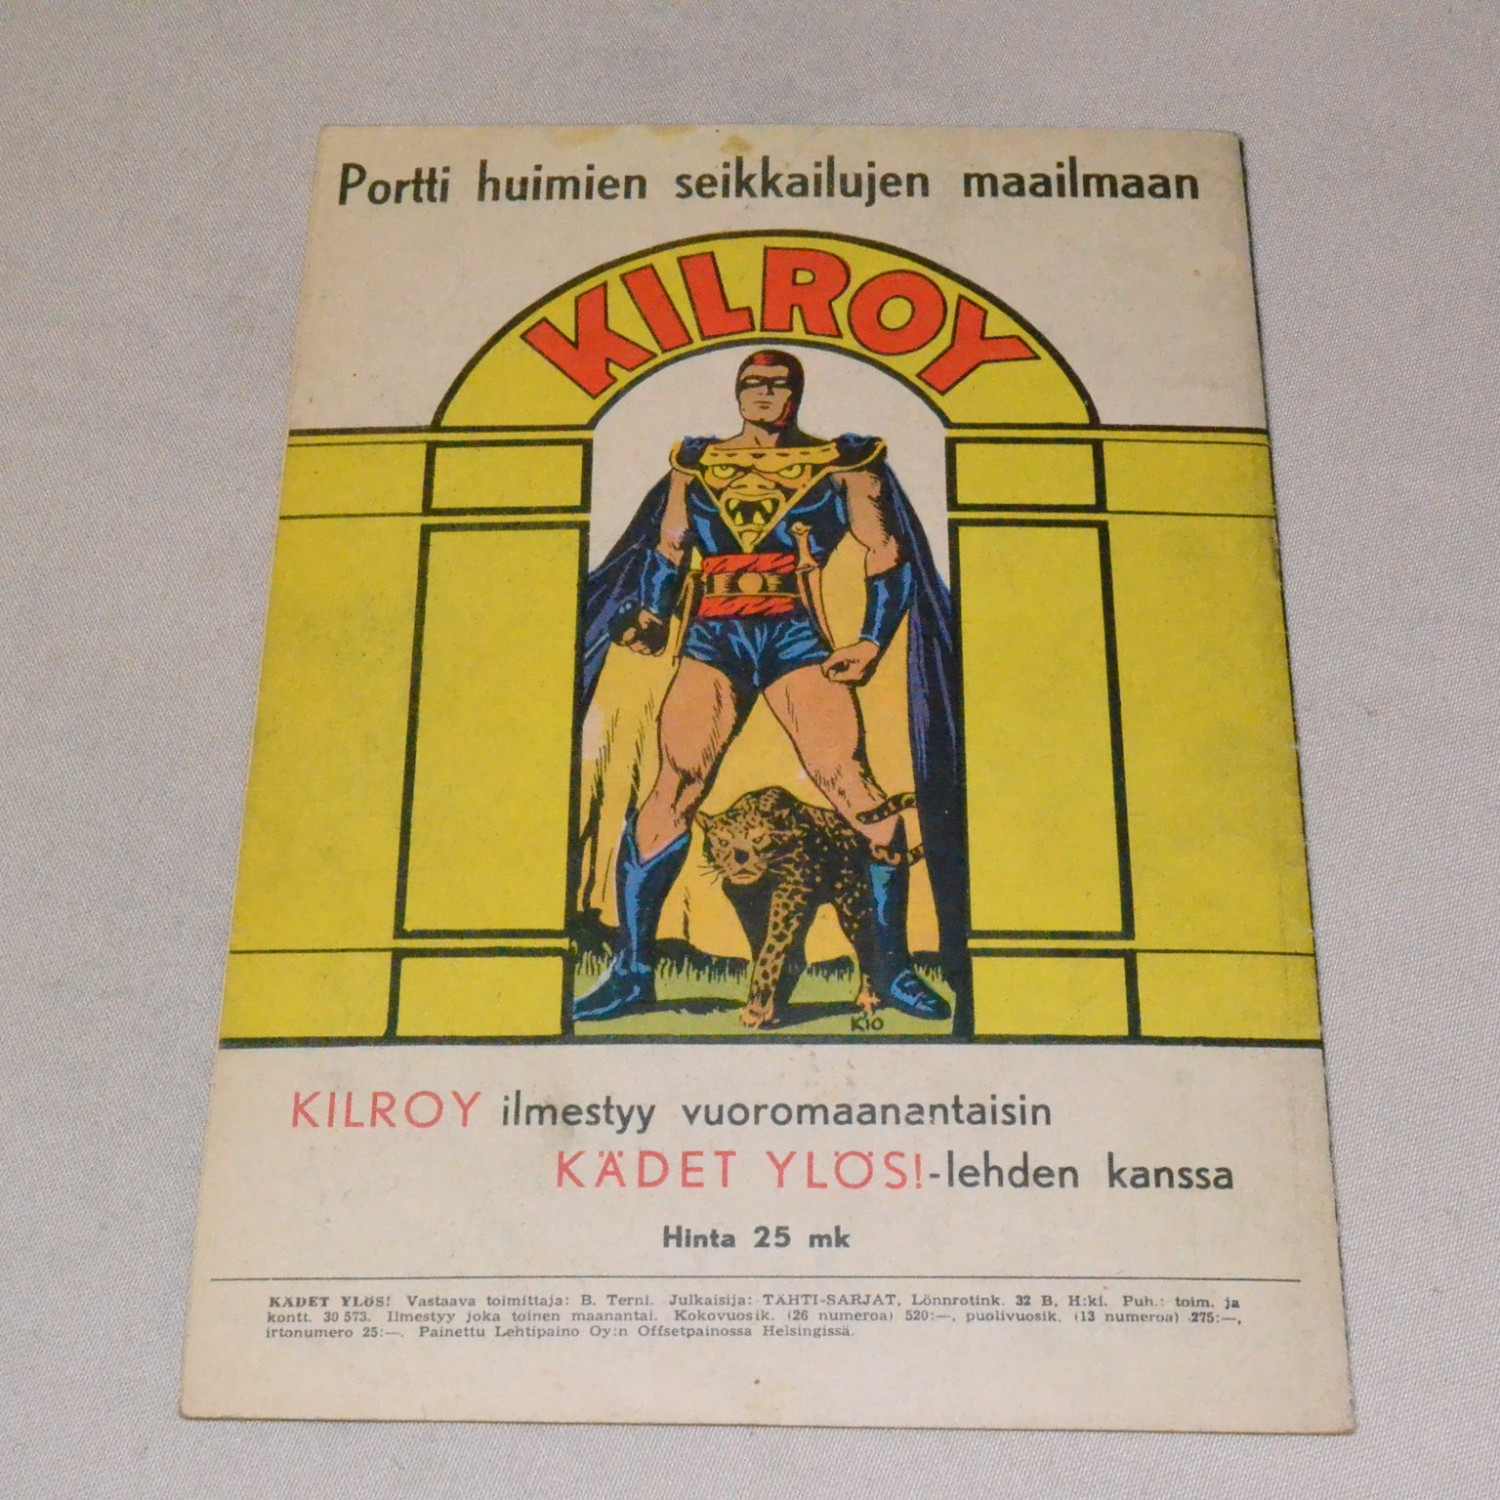 Portti huimien seikkailujen maailmaan
KILROY
KIO
KILROY ilmestyy vuoromaanantaisin
KÄDET YLÖS!-lehden kanssa
Hinta 25 mk
KÄDET YLÖS! Vastaava toimittaja: B. Terni. Julkaisija: TÄHTI-SARJAT, Lönnrotink. 32 B, H:ki. Puh.: toim. ja
kontt. 30 573. Ilmestyy joka toinen maanantai. Kokovuosik. (26 numeroa) 520:—, puolivuosik. (13 numeroa) 275:—,
irtonumero 25:—. Painettu Lehtipaino Oy:n Offsetpainossa Helsingissä.